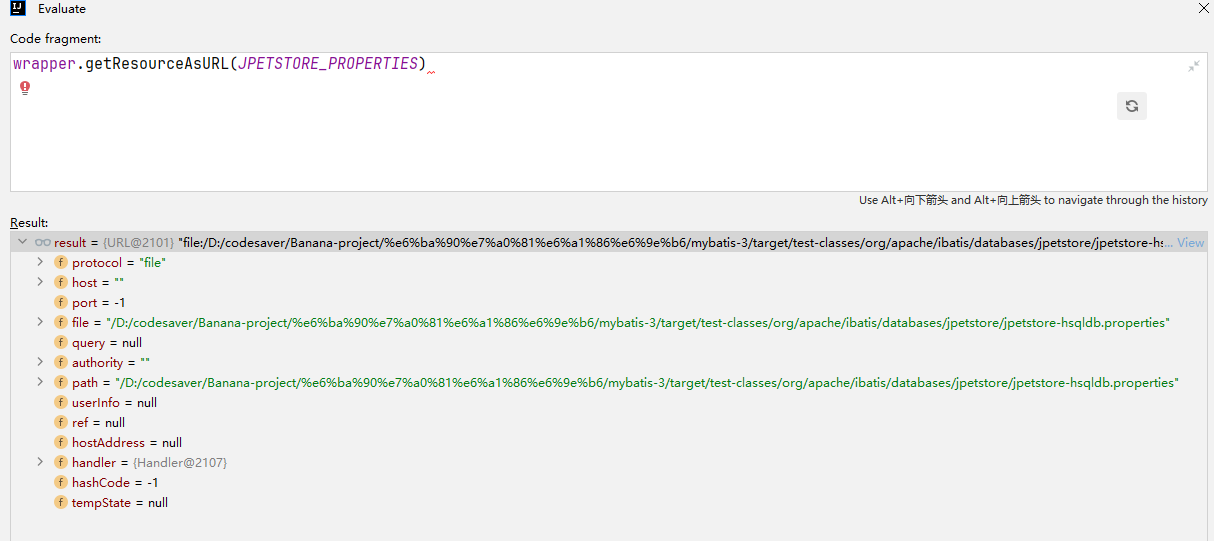 Evaluate
Code fragment:
wrapper.getResourceAsURL(JPETSTORE_PROPERTIES)
Use Alt+向下箭头 and Alt+向上箭头 to navigate through the history
Result:
result = {URL@2101} "file:/D:/codesaver/Banana-project/%e6%ba%90%e7%a0%81%e6%a1%86%e6%9e%b6/mybatis-3/target/test-classes/org/apache/ibatis/databases/jpetstore/jpetstore-hs... View
protocol = "file"
host = ""
port = -1
file = "/D:/codesaver/Banana-project/%e6%ba%90%e7%a0%81%e6%a1%86%e6%9e%b6/mybatis-3/target/test-classes/org/apache/ibatis/databases/jpetstore/jpetstore-hsqldb.properties"
query = null
authority = ""
path = "/D:/codesaver/Banana-project/%e6%ba%90%e7%a0%81%e6%a1%86%e6%9e%b6/mybatis-3/target/test-classes/org/apache/ibatis/databases/jpetstore/jpetstore-hsqldb.properties"
userInfo = null
ref = null
hostAddress = null
handler = {Handler@2107}
hashCode = -1
tempState = null